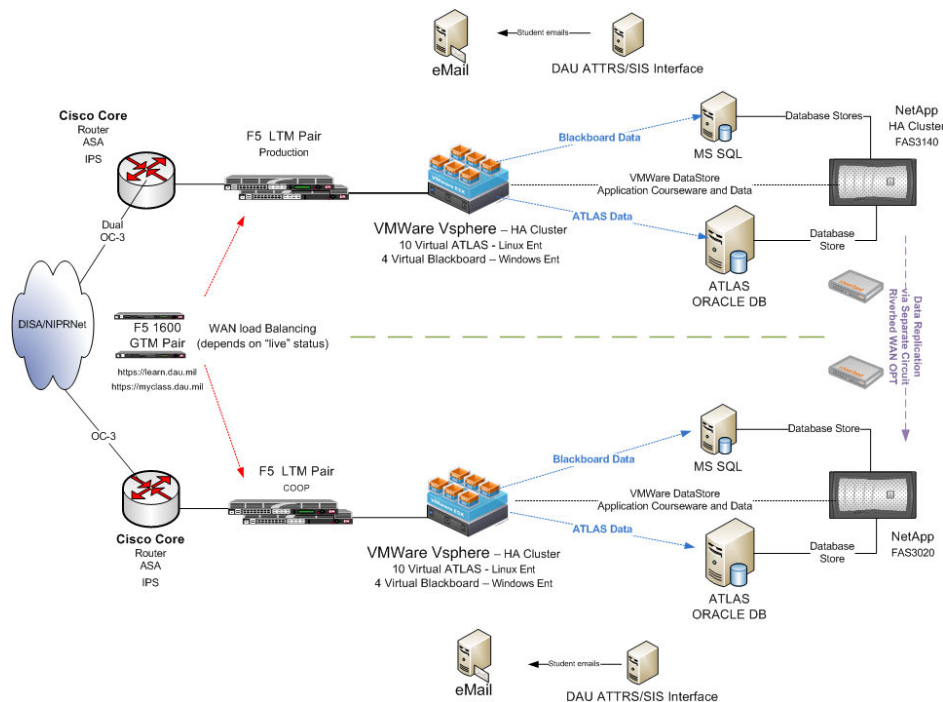 Student emails
eMail
DAU ATTRS/SIS Interface
Cisco Core
Router
ASA
IPS
F5 LTM Pair
Production
Blackboard Data
MS SQL
Database Stores
NetApp
HA Cluster
FAS3140
VMware ESX
VMWare DataStore
Application Courseware and Data
Dual
OC-3
VMWare Vsphere – HA Cluster
10 Virtual ATLAS - Linux Ent
4 Virtual Blackboard – Windows Ent
ATLAS Data
ATLAS
ORACLE DB
Database
Store
DISA/NIPRNet
F5 1600
GTM Pair
WAN load Balancing
(depends on "live" status)
https://learn.dau.mil
https://myclass.dau.mil
Data Replication
via Separate Circuit
Riverbed WAN OPT
OC-3
Cisco Core
Router
ASA
IPS
F5 LTM Pair
COOP
Blackboard Data
MS SQL
Database Store
VMware ESX
VMWare DataStore
Application Courseware and Data
NetApp
FAS3020
VMWare Vsphere – HA Cluster
10 Virtual ATLAS - Linux Ent
4 Virtual Blackboard – Windows Ent
ATLAS Data
ATLAS
ORACLE DB
Database
Store
Student emails
eMail
DAU ATTRS/SIS Interface